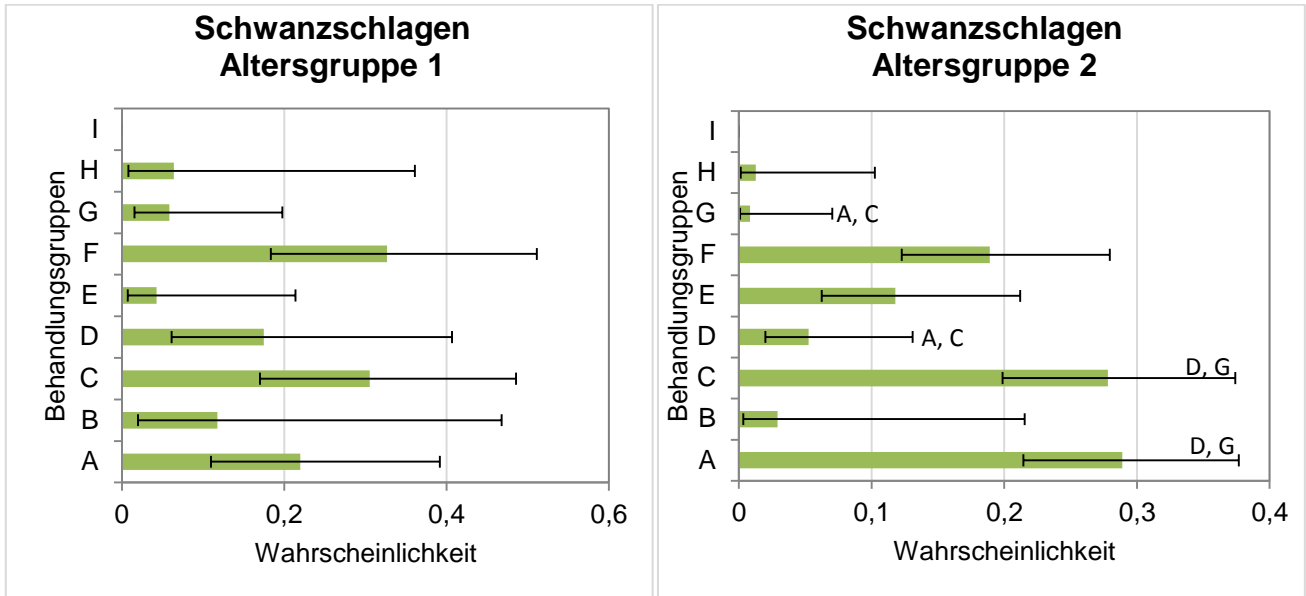 Schwanzschlagen
Altersgruppe 1
Behandlungsgruppen
I
H
G
F
E
D
C
B
A
0
0,2
0,4
0,6
Wahrscheinlichkeit
Schwanzschlagen
Altersgruppe 2
Behandlungsgruppen
I
H
G
A, C
F
E
D
A, C
C
D, G
B
A
D, G
0
0,1
0,2
0,3
0,4
Wahrscheinlichkeit